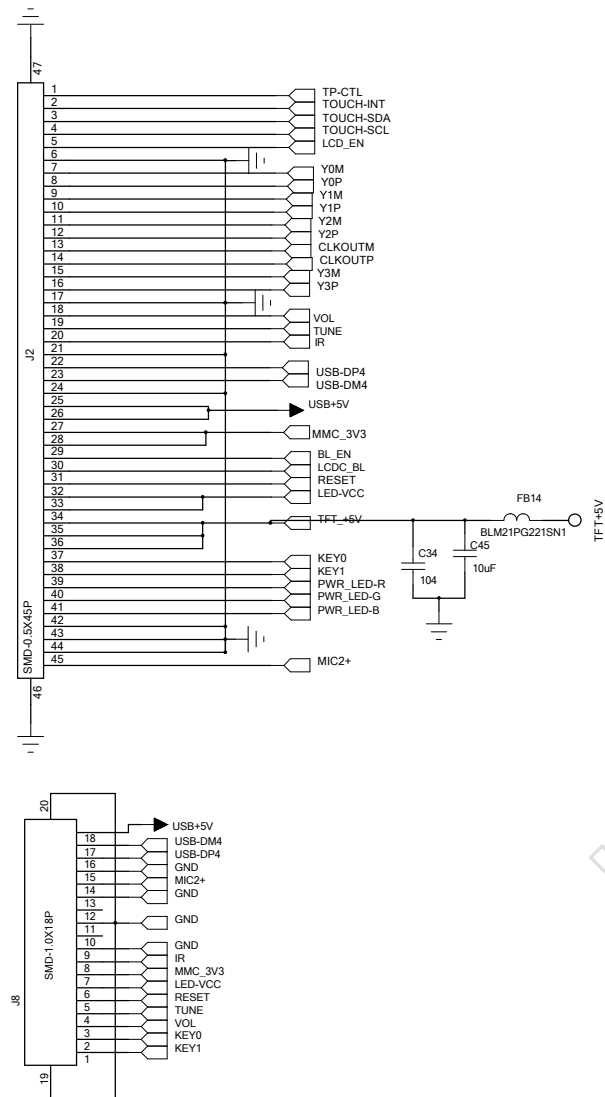 47
1 TP-CTL
2 TOUCH-INT
3 TOUCH-SDA
4 TOUCH-SCL
5 LCD_EN
6
7 Y0M
8 Y0P
9 Y1M
10 Y1P
11 Y2M
12 Y2P
13 CLKOUTM
14 CLKOUTP
15 Y3M
16 Y3P
17
18 VOL
19 TUNE
20 IR
21
J2
22 USB-DP4
23 USB-DM4
24
25 USB+5V
26
27 MMC_3V3
28
29 BL_EN
30 LCDC_BL
31 RESET
32 LED-VCC
33
34 TFT_+5V
35
36
37 KEY0
38 KEY1
39 PWR_LED-R
40 PWR_LED-G
41 PWR_LED-B
42
43
44
45 MIC2+
SMD-0.5X45P
46
FB14
BLM21PG221SN1
TFT+5V
C34
104
C45
10uF
20
USB+5V
18 USB-DM4
17 USB-DP4
16 GND
15 MIC2+
14 GND
13
12 GND
11
10 GND
9 IR
8 MMC_3V3
7 LED-VCC
6 RESET
5 TUNE
4 VOL
3 KEY0
2 KEY1
1
SMD-1.0X18P
J8
19